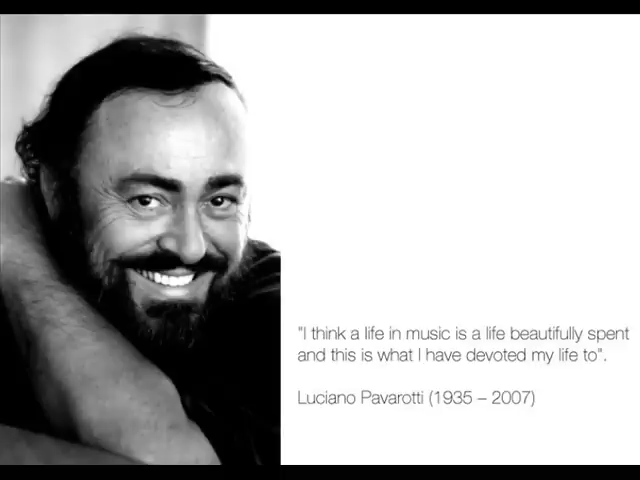 "I think a life in music is a life beautifully spent
and this is what I have devoted my life to".
Luciano Pavarotti (1935 – 2007)